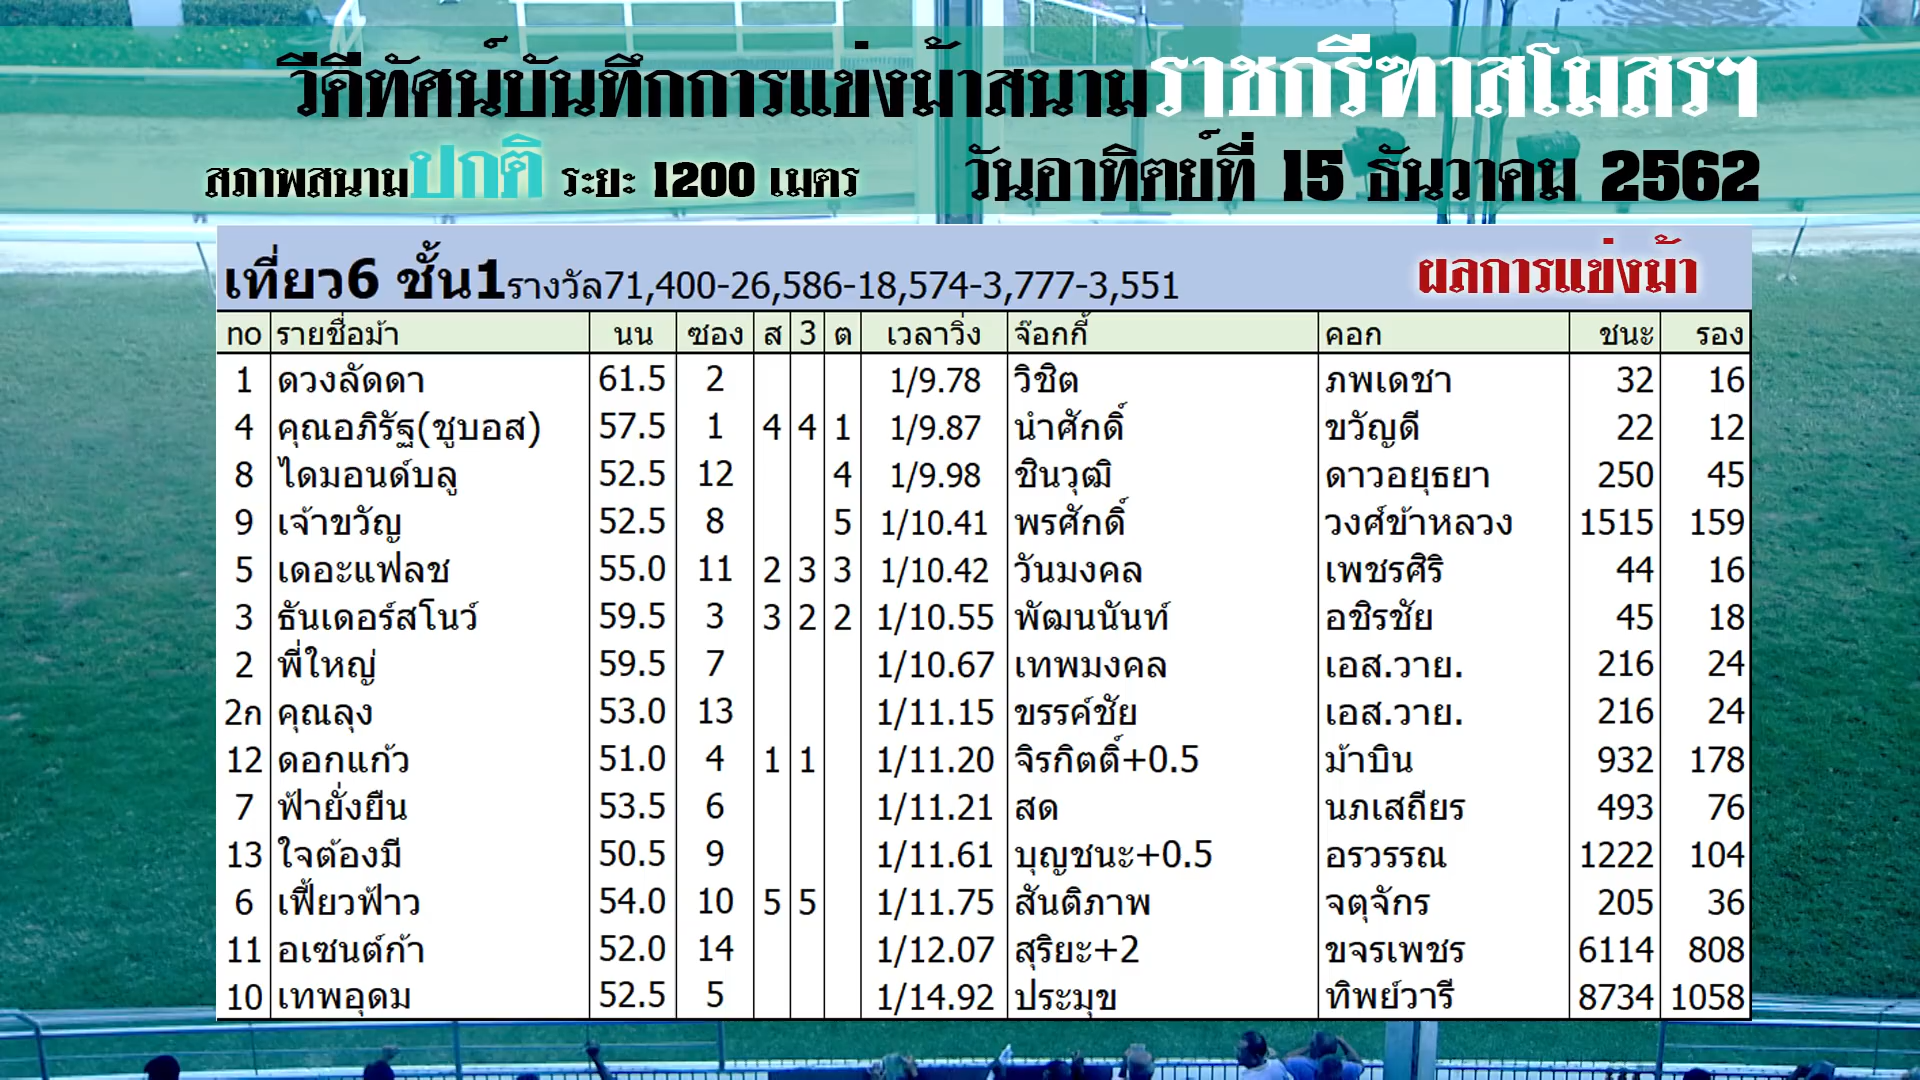 วีดีทัศน์บันทึกการแข่งม้าสนามราชกรีฑาสโมสรฯ
สภาพสนามปกติ ระยะ 1200 เมตร วันอาทิตย์ที่ 15 ธันวาคม 2562
เที่ยว6 ชั้น1รางวัล71,400-26,586-18,574-3,777-3,551 ผลการแข่งม้า
no รายชื่อม้า นน ซอง ส 3 ต เวลาวิ่ง จ๊อกกี้ คอก ชนะ รอง
1 ดวงลัดดา 61.5 2 1/9.78 วิชิต ภพเดชา 32 16
4 คุณอภิรัฐ(ชูบอส) 57.5 1 4 4 1 1/9.87 นำศักดิ์ ขวัญดี 22 12
8 ไดมอนด์บลู 52.5 12 4 1/9.98 ชินวุฒิ ดาวอยุธยา 250 45
9 เจ้าขวัญ 52.5 8 5 1/10.41 พรศักดิ์ วงศ์ข้าหลวง 1515 159
5 เดอะแฟลช 55.0 11 2 3 3 1/10.42 วันมงคล เพชรศิริ 44 16
3 ธันเดอร์สโนว์ 59.5 3 3 2 2 1/10.55 พัฒนนันท์ อชิรชัย 45 18
2 พี่ใหญ่ 59.5 7 1/10.67 เทพมงคล เอส.วาย. 216 24
2ก คุณลุง 53.0 13 1/11.15 ขรรค์ชัย เอส.วาย. 216 24
12 ดอกแก้ว 51.0 4 1 1 1/11.20 จิรกิตติ์+0.5 ม้าบิน 932 178
7 ฟ้ายั่งยืน 53.5 6 1/11.21 สด นภเสถียร 493 76
13 ใจต้องมี 50.5 9 1/11.61 บุญชนะ+0.5 อรวรรณ 1222 104
6 เฟี้ยวฟ้าว 54.0 10 5 5 1/11.75 สันติภาพ จตุจักร 205 36
11 อเซนต์ก้า 52.0 14 1/12.07 สุริยะ+2 ขจรเพชร 6114 808
10 เทพอุดม 52.5 5 1/14.92 ประมุข ทิพย์วารี 8734 1058